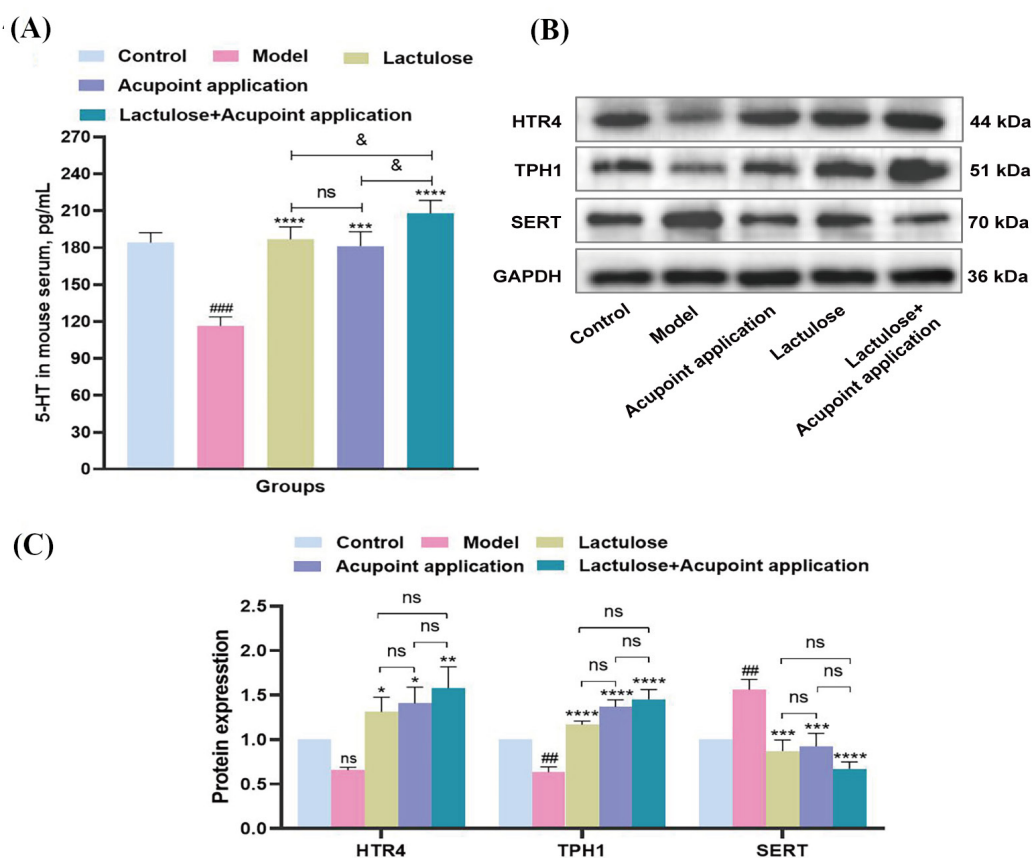 (A)
Control Model Lactulose
Acupoint application
Lactulose+Acupoint application
270
240
210
180
150
120
90
60
30
0
5-HT in mouse serum, pg/mL
###
****
***
****
ns
&
&
Groups
(B)
HTR4 44 kDa
TPH1 51 kDa
SERT 70 kDa
GAPDH 36 kDa
Control
Model
Acupoint application
Lactulose
Lactulose+
Acupoint application
(C)
Control Model Lactulose
Acupoint application Lactulose+Acupoint application
2.5
2.0
1.5
1.0
0.5
0.0
Protein expresstion
ns
*
*
**
ns
ns
ns
##
****
****
****
ns
ns
ns
##
***
***
****
ns
ns
ns
HTR4 TPH1 SERT